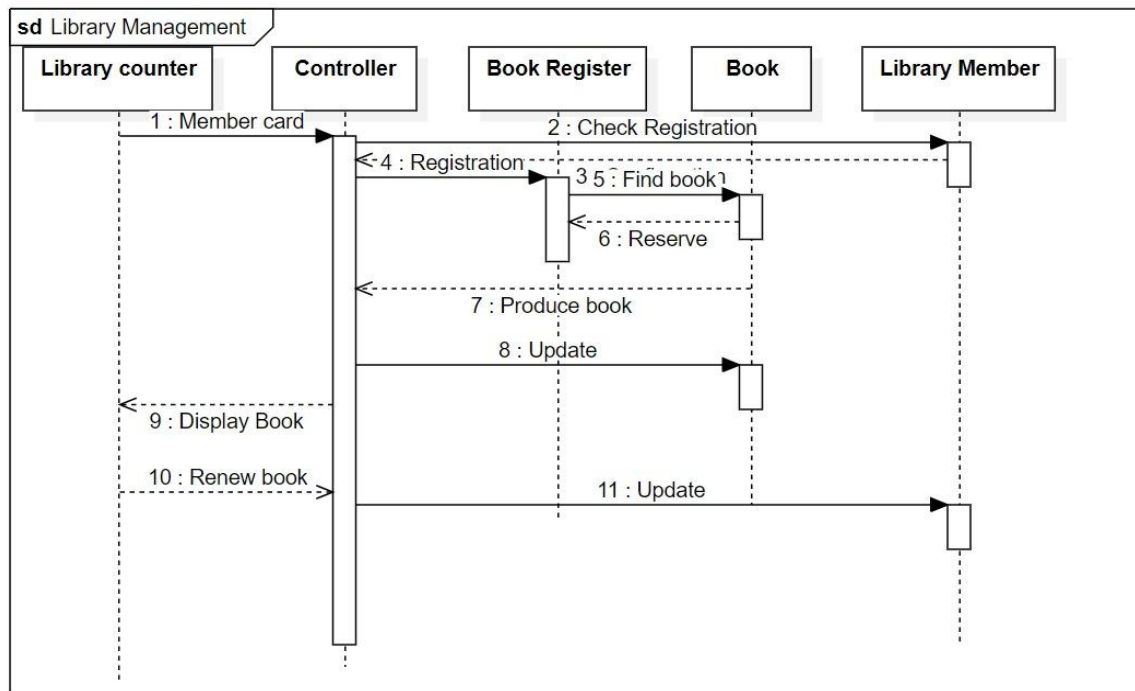 sd Library Management
Library counter
Controller
Book Register
Book
Library Member
1 : Member card
2 : Check Registration
4 : Registration
3
5 : Find book
6 : Reserve
7 : Produce book
8 : Update
9 : Display Book
10 : Renew book
11 : Update